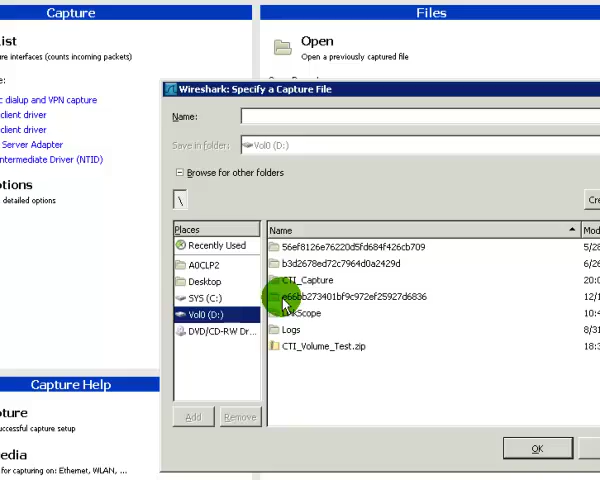 Capture
Files
ist
Open
ure interfaces (counts incoming packets)
Open a previously captured file
e:
c dialup and VPN capture
client driver
client driver
Server Adapter
ntermediate Driver (NTID)
tions
detailed options
Capture Help
pture
uccessful capture setup
edia
for capturing on: Ethernet, WLAN, ...
Wireshark: Specify a Capture File
Name:
Save in folder:
Vol0 (D:)
Browse for other folders
\
Cre
Places
Name
Mod
Recently Used
A0CLP2
Desktop
SYS (C:)
Vol0 (D:)
DVD/CD-RW Dr...
56ef8126e76220d5fd684f426cb709
5/28
b3d2678ed72c7964d0a2429d
6/26
CTI_Capture
20:0
e66bb273401bf9c972ef25927d6836
12/1
10:4
Logs
8/31
CTI_Volume_Test.zip
18:3
Add
Remove
OK